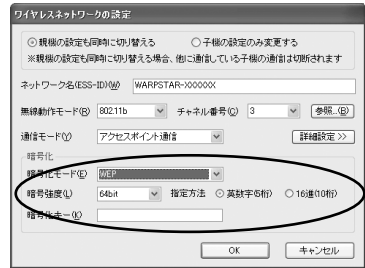 ワイヤレスネットワークの設定
親機の設定も同時に切り替える 子機の設定のみ変更する
※親機の設定も同時に切り替える場合、他に通信している子機の通信は切断されます
ネットワーク名(ESS-ID)(W) WARPSTAR-XXXXXX
無線動作モード(R) 802.11b チャネル番号(C) 3 参照...(B)
通信モード(Y) アクセスポイント通信 詳細設定 >>
暗号化
暗号化モード(E) WEP
暗号強度(L) 64bit 指定方法 英数字(5桁) 16進(10桁)
暗号化キー(K)
OK キャンセル